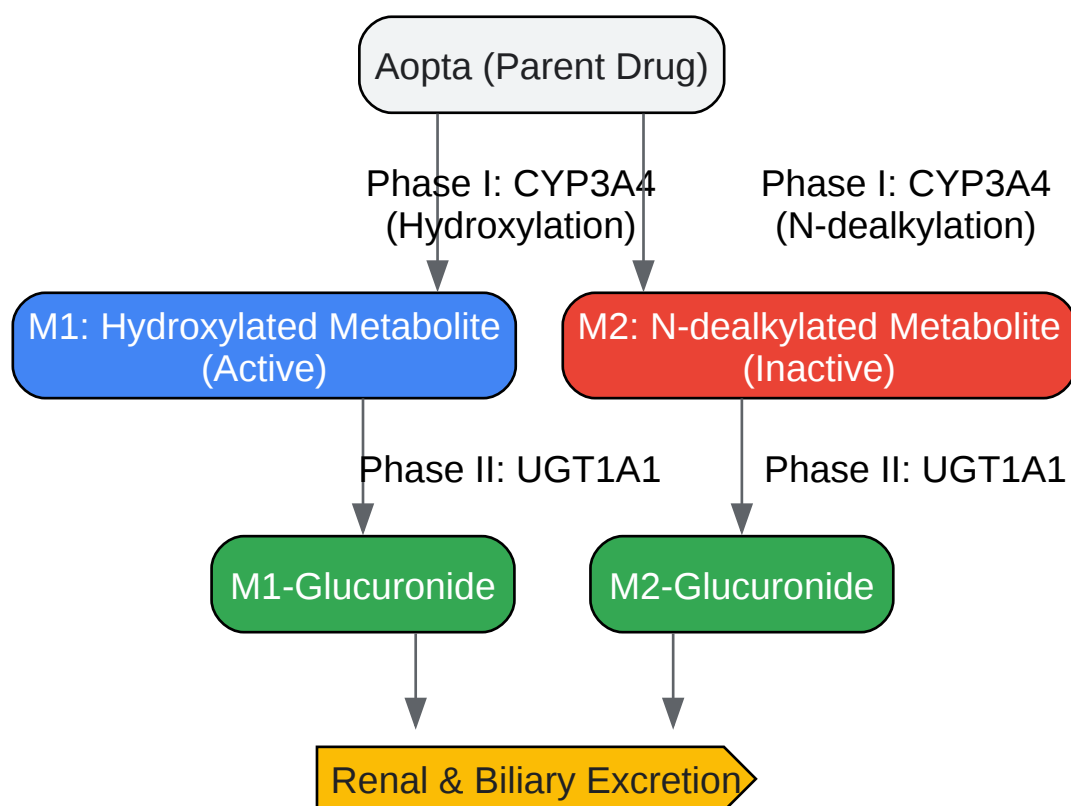 Aopta (Parent Drug)
Phase I: CYP3A4
(Hydroxylation)
Phase I: CYP3A4
(N-dealkylation)
M1: Hydroxylated Metabolite
(Active)
M2: N-dealkylated Metabolite
(Inactive)
Phase II: UGT1A1
Phase II: UGT1A1
M1-Glucuronide
M2-Glucuronide
Renal & Biliary Excretion